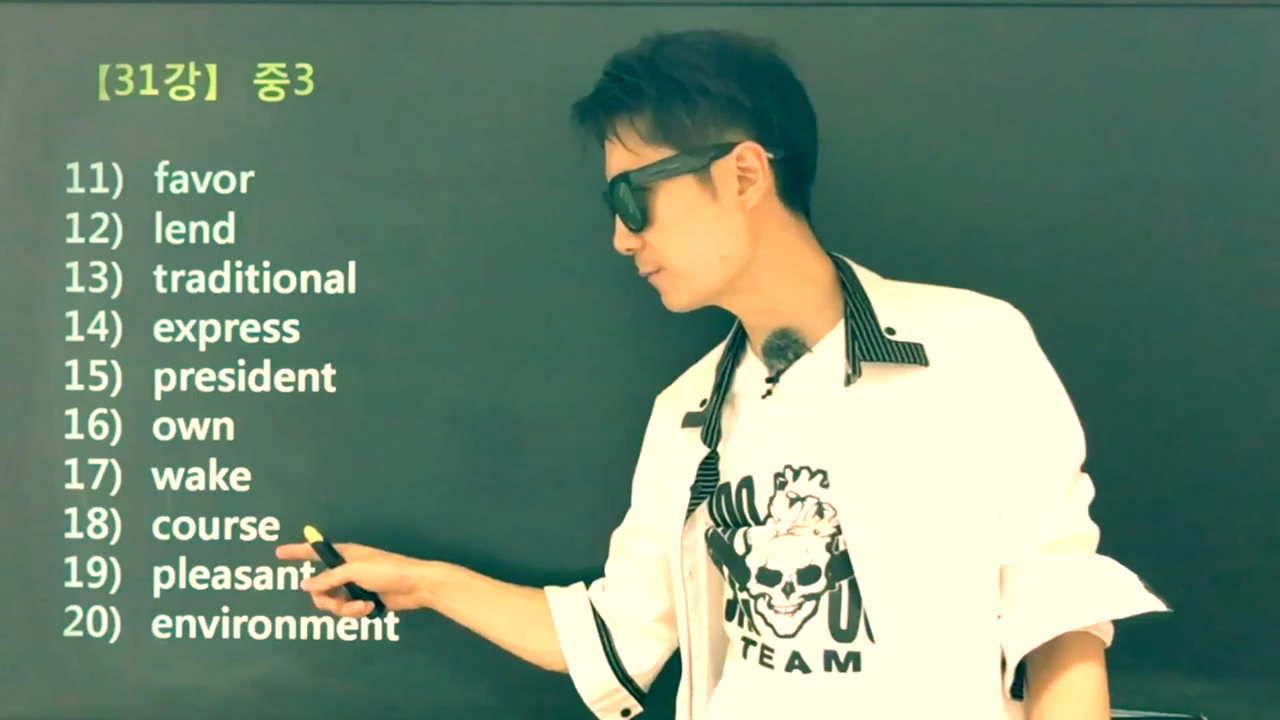 【31강】 중3
11) favor
12) lend
13) traditional
14) express
15) president
16) own
17) wake
18) course
19) pleasant
20) environment
TEAM